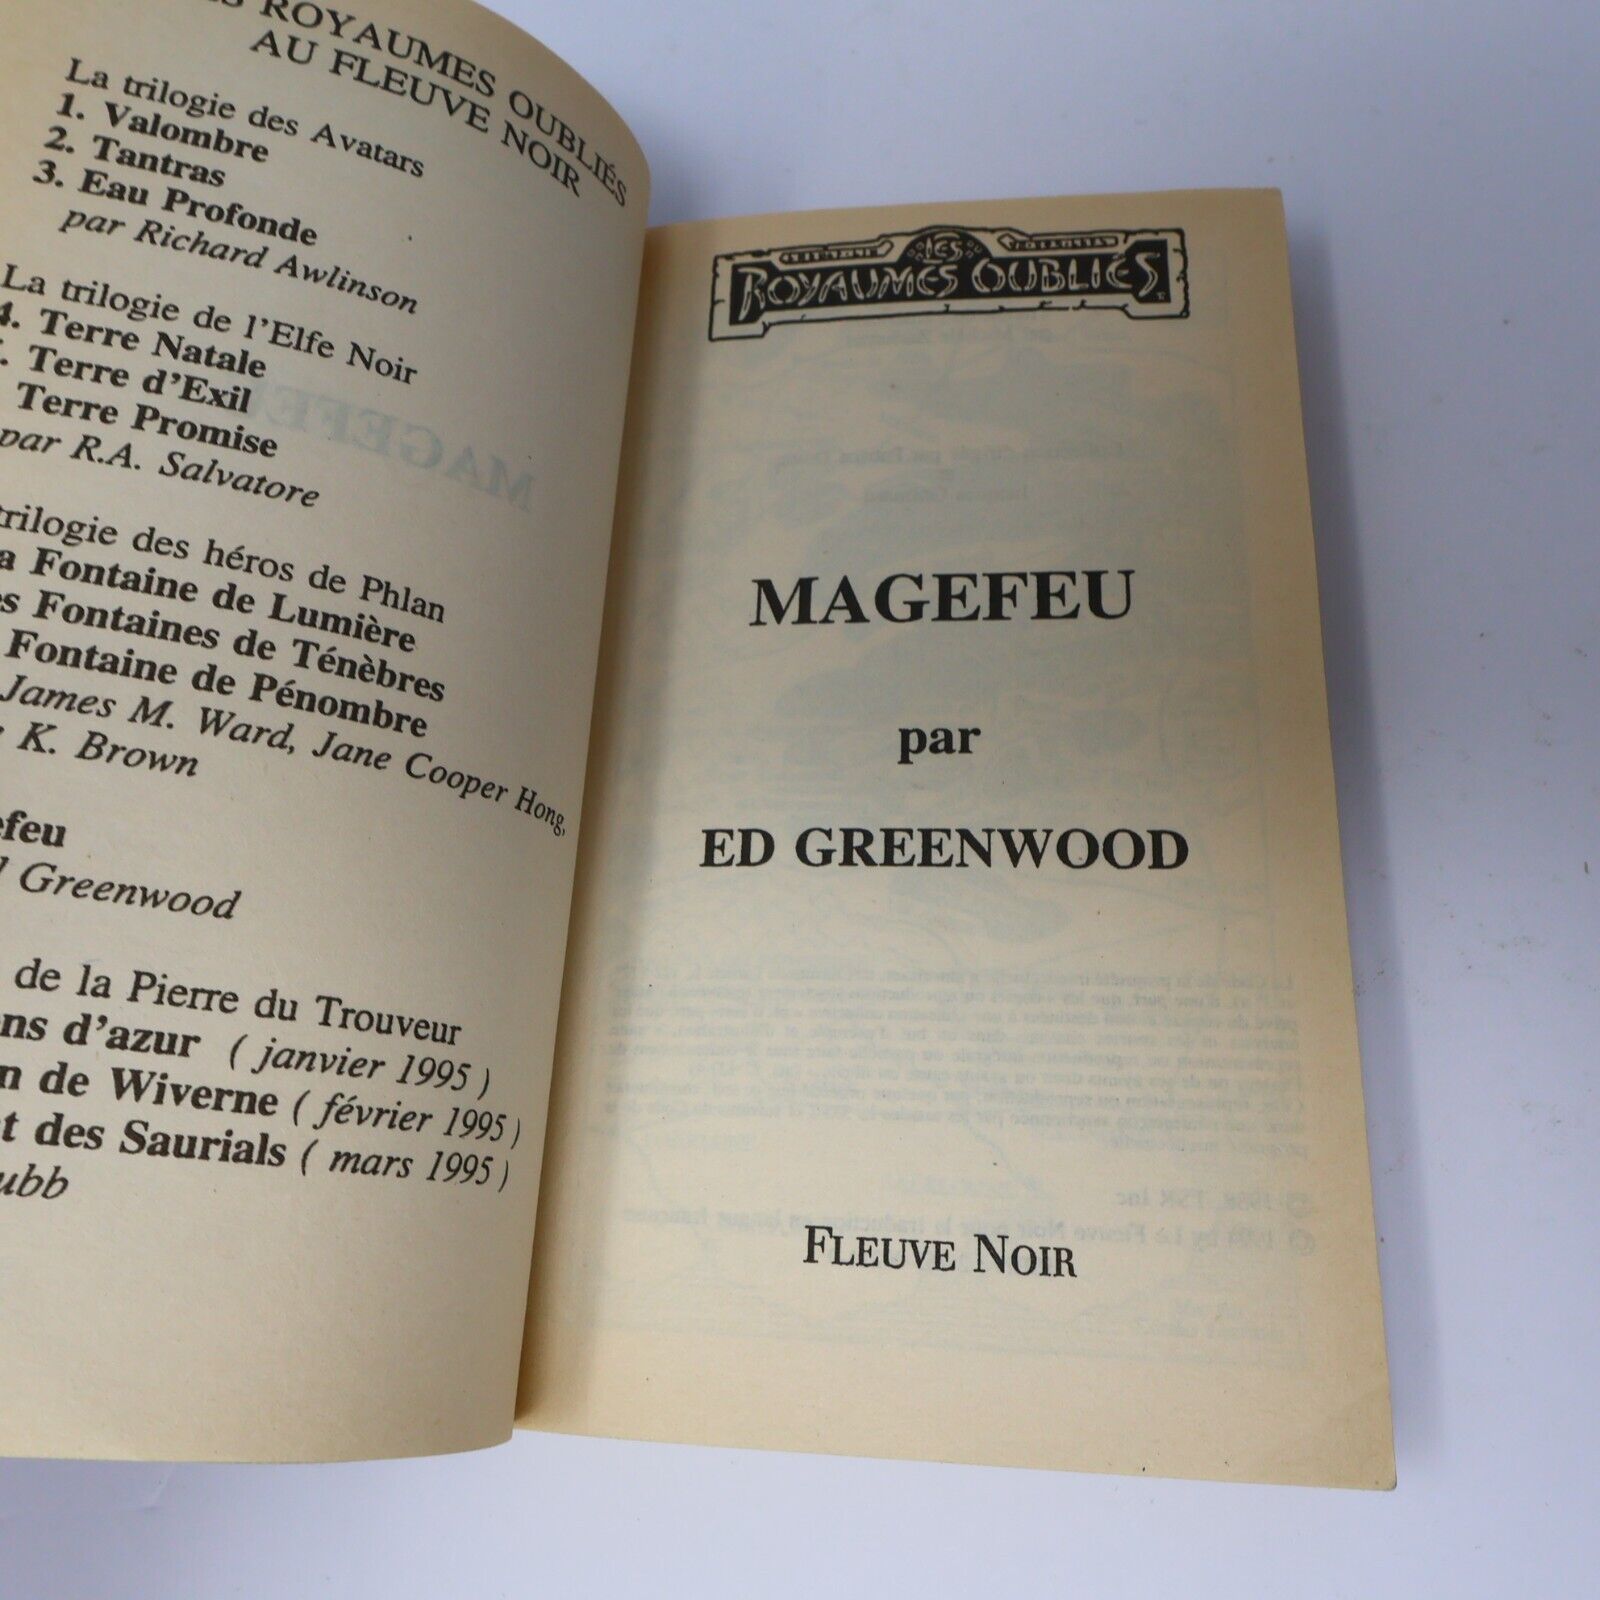 ROYAUMES OUBLIÉS
AU FLEUVE NOIR
La trilogie des Avatars
1. Valombre
2. Tantras
3. Eau Profonde
par Richard Awlinson
La trilogie de l'Elfe Noir
4. Terre Natale
Terre d'Exil
Terre Promise
par R.A. Salvatore
trilogie des héros de Phlan
Fontaine de Lumière
Fontaines de Ténèbres
Fontaine de Pénombre
James M. Ward, Jane Cooper Hong,
K. Brown
efeu
Greenwood
de la Pierre du Trouveur
ons d'azur ( janvier 1995 )
n de Wiverne ( février 1995 )
t des Saurials ( mars 1995 )
ubb
LES
ROYAUMES OUBLIÉS
MAGEFEU
par
ED GREENWOOD
FLEUVE NOIR